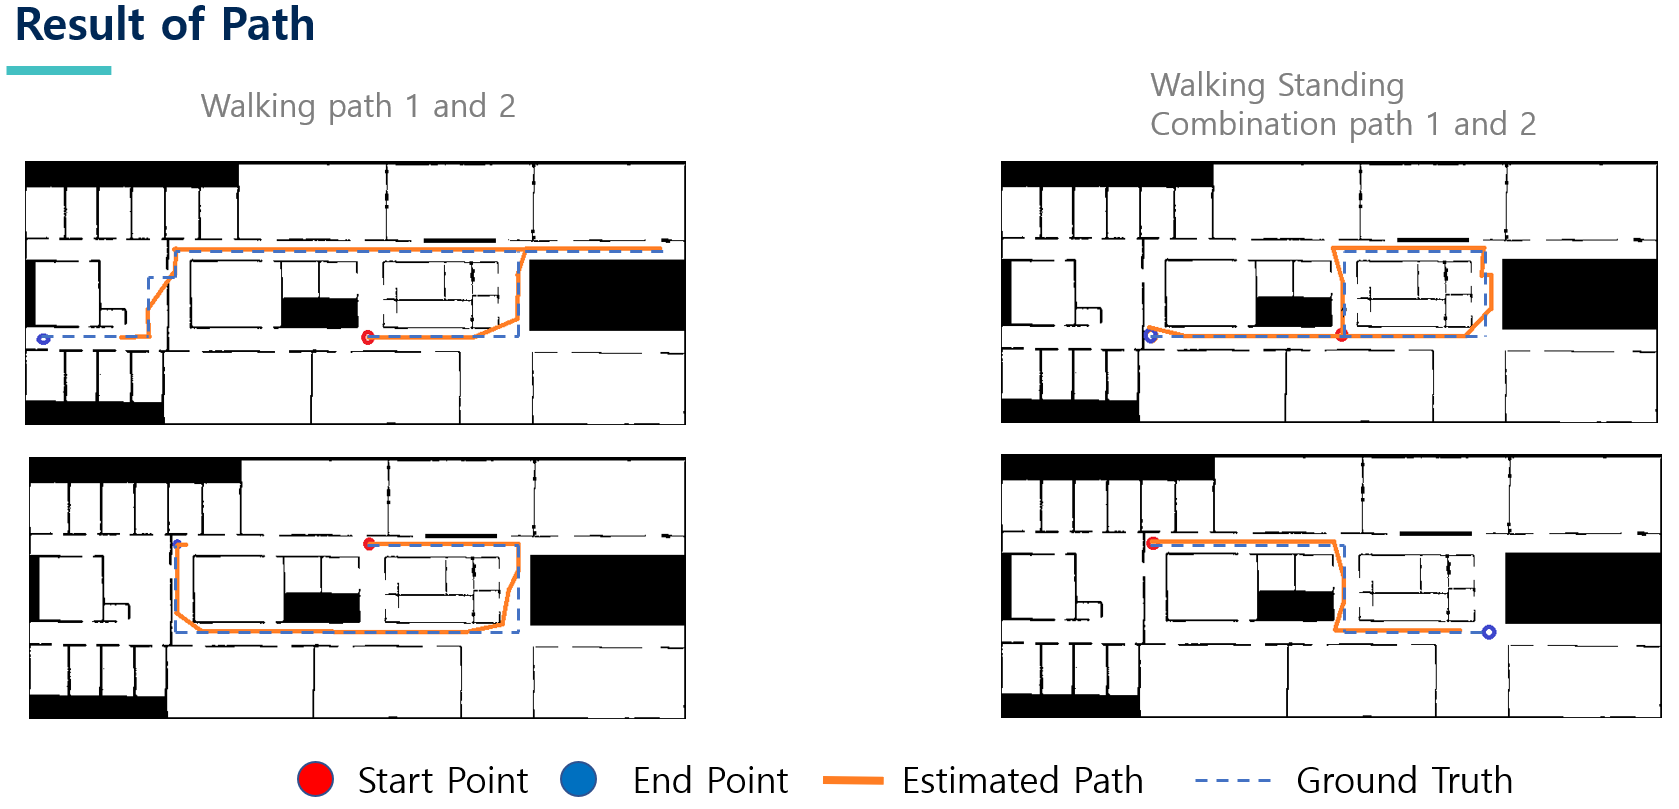 Result of Path
Walking path 1 and 2
Walking Standing
Combination path 1 and 2
Start Point
End Point
Estimated Path
Ground Truth